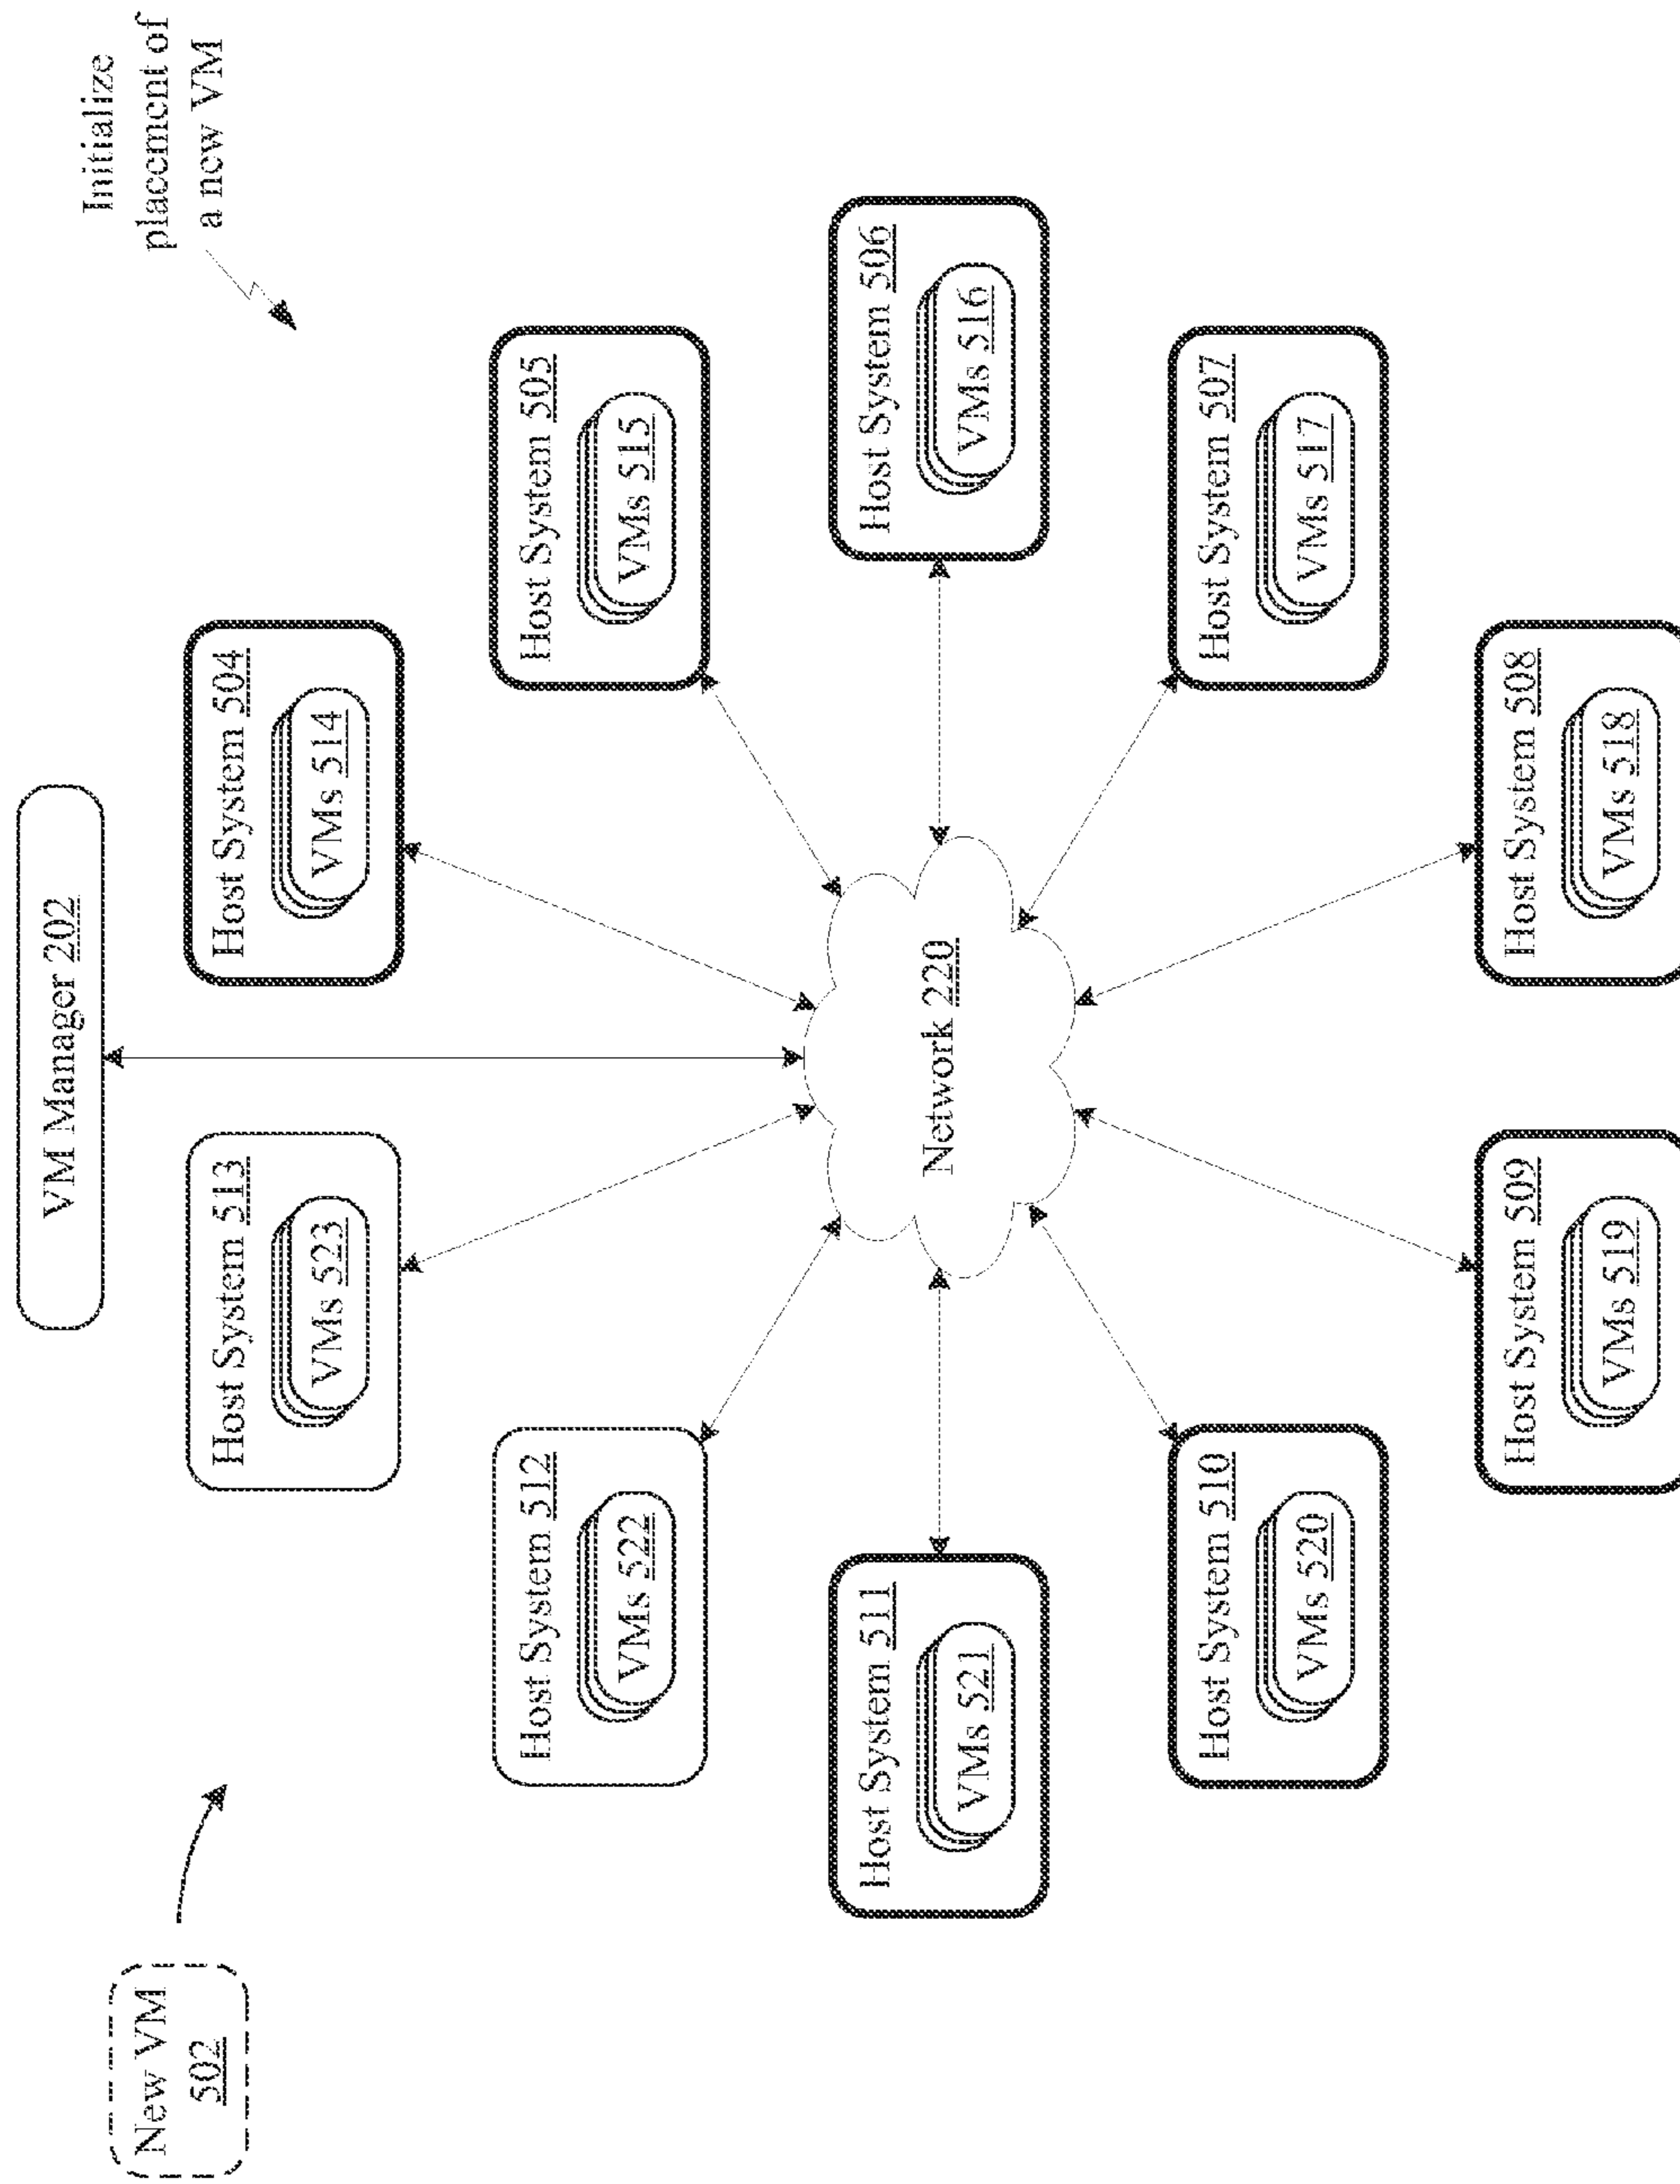 Initialize
placement of
a new VM
New VM
502
VM Manager 202
Host System 513
VMs 523
Host System 504
VMs 514
Host System 512
VMs 522
Host System 505
VMs 515
Host System 511
VMs 521
Network 220
Host System 506
VMs 516
Host System 510
VMs 520
Host System 507
VMs 517
Host System 509
VMs 519
Host System 508
VMs 518